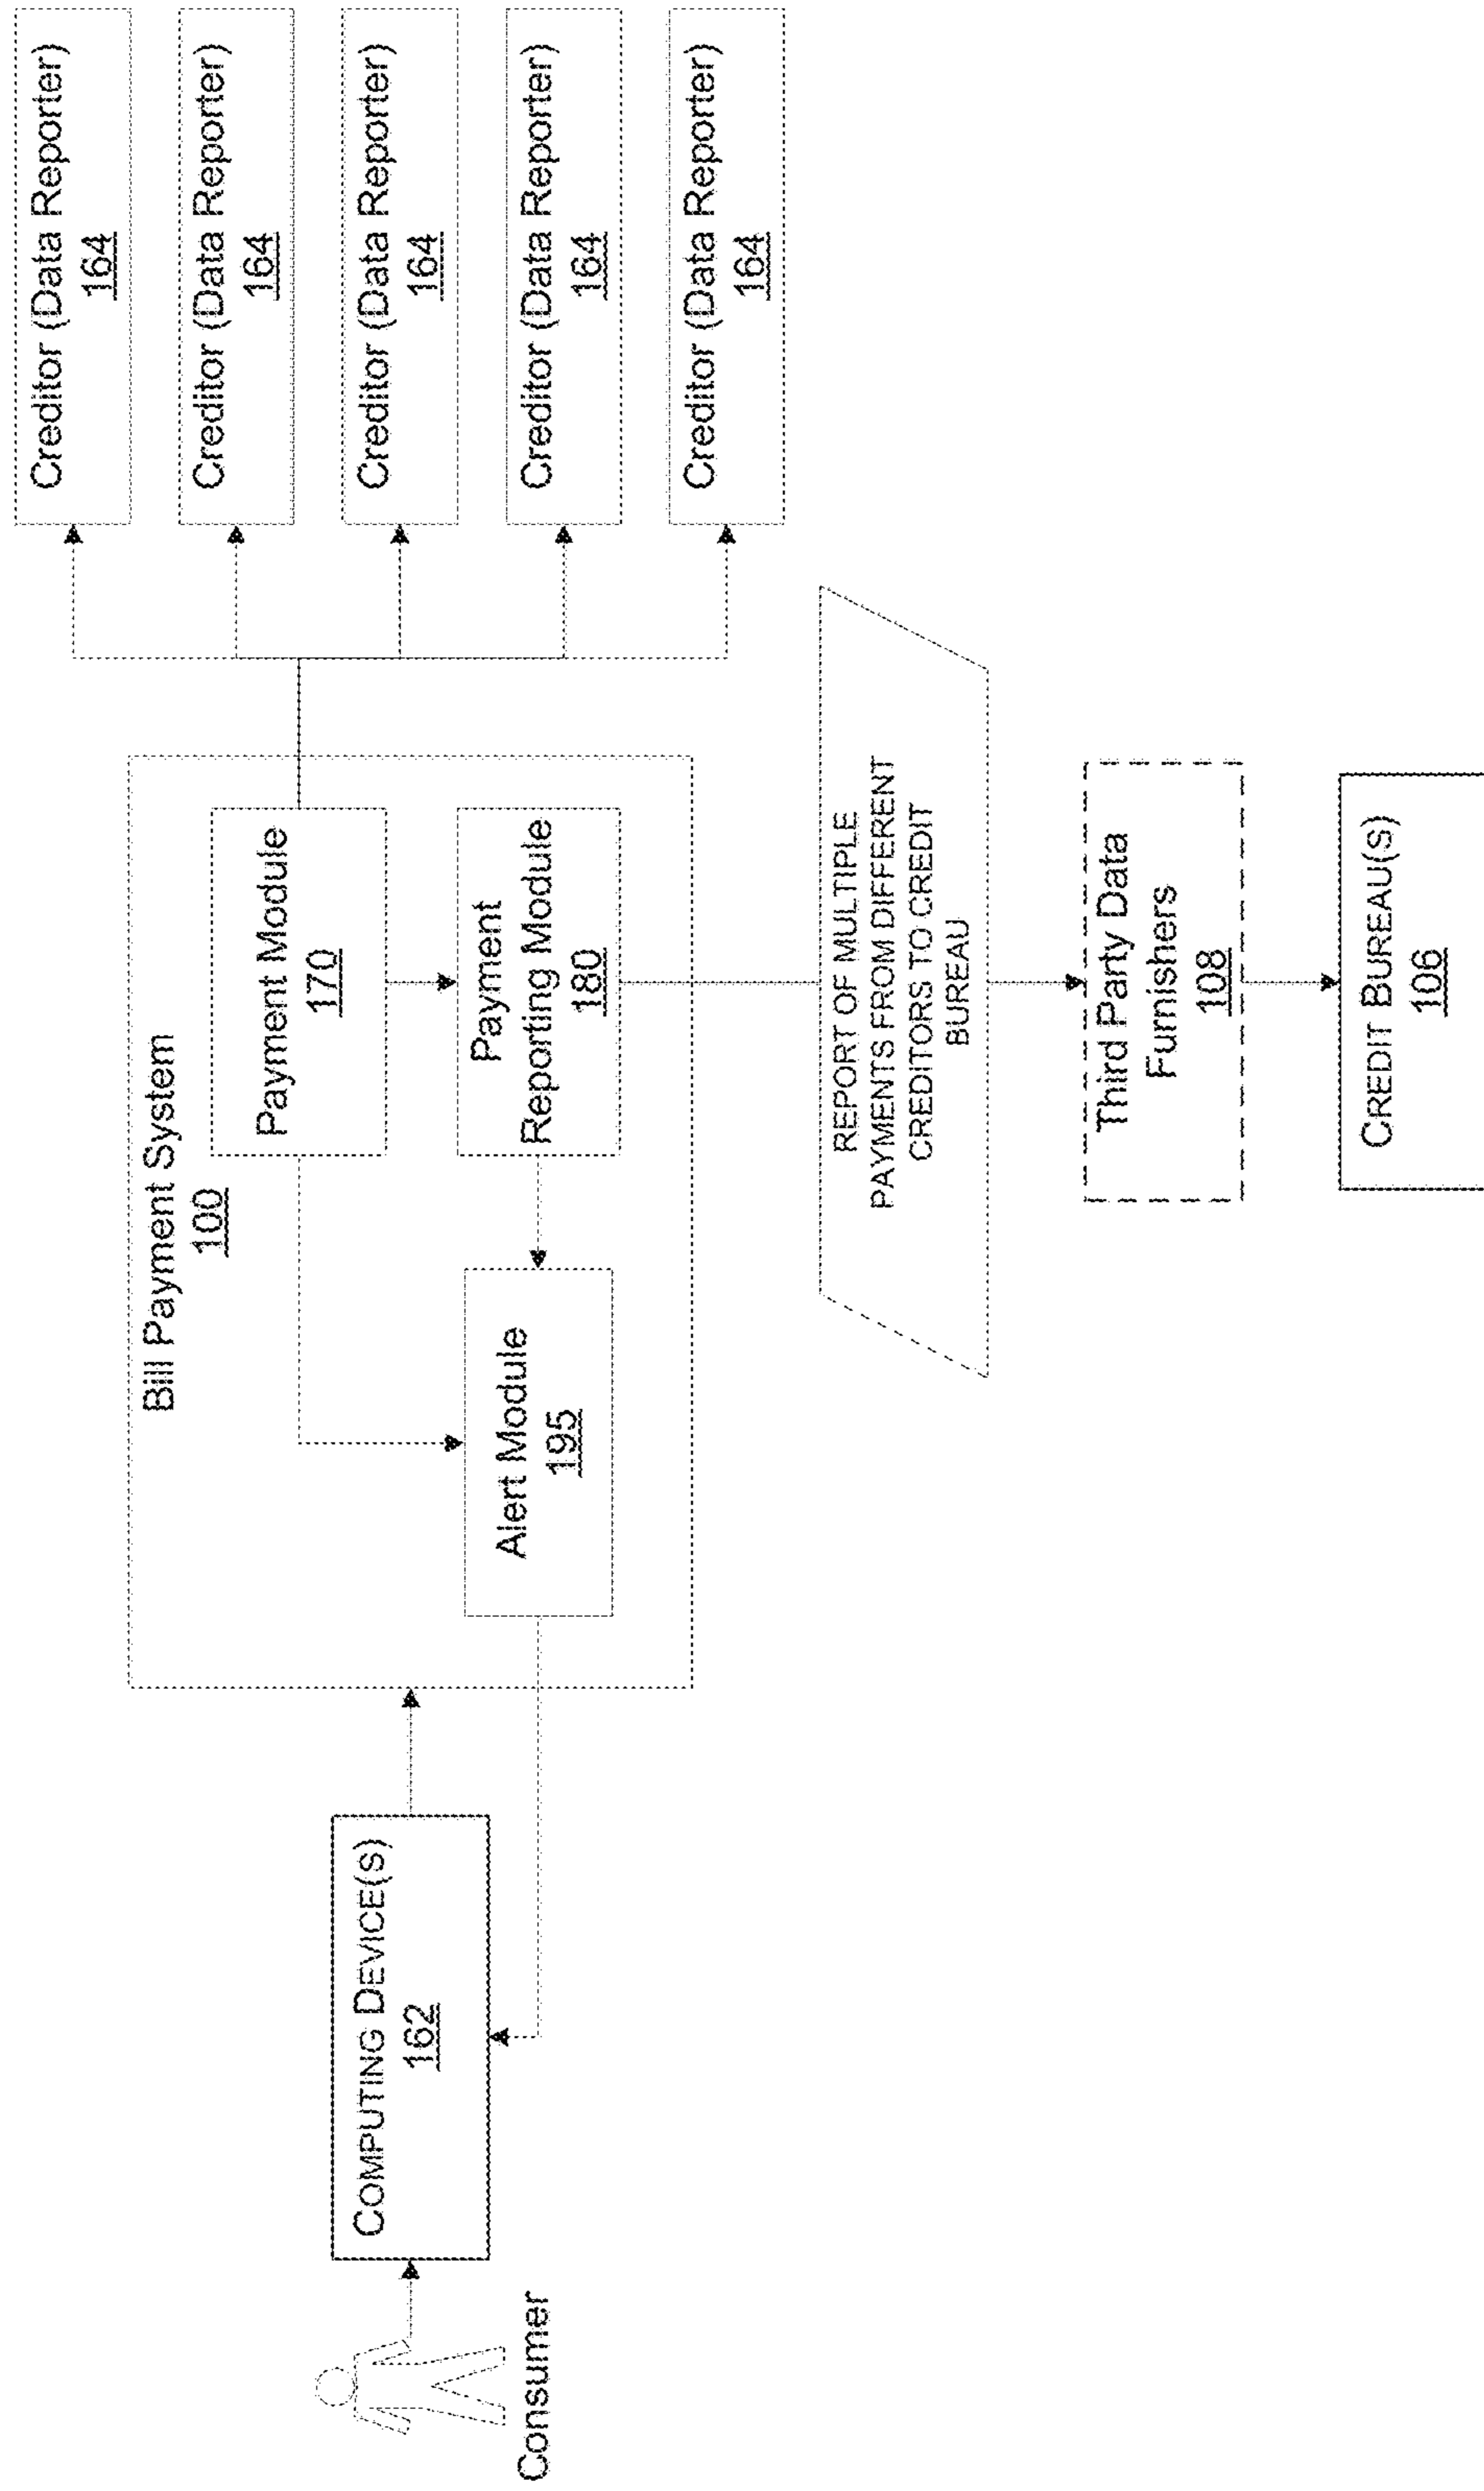 Consumer
COMPUTING DEVICE(S)
162
Bill Payment System
100
Payment Module
170
Alert Module
195
Payment
Reporting Module
180
Creditor (Data Reporter)
164
Creditor (Data Reporter)
164
Creditor (Data Reporter)
164
Creditor (Data Reporter)
164
Creditor (Data Reporter)
164
REPORT OF MULTIPLE
PAYMENTS FROM DIFFERENT
CREDITORS TO CREDIT
BUREAU
Third Party Data
Furnishers
108
CREDIT BUREAU(S)
106